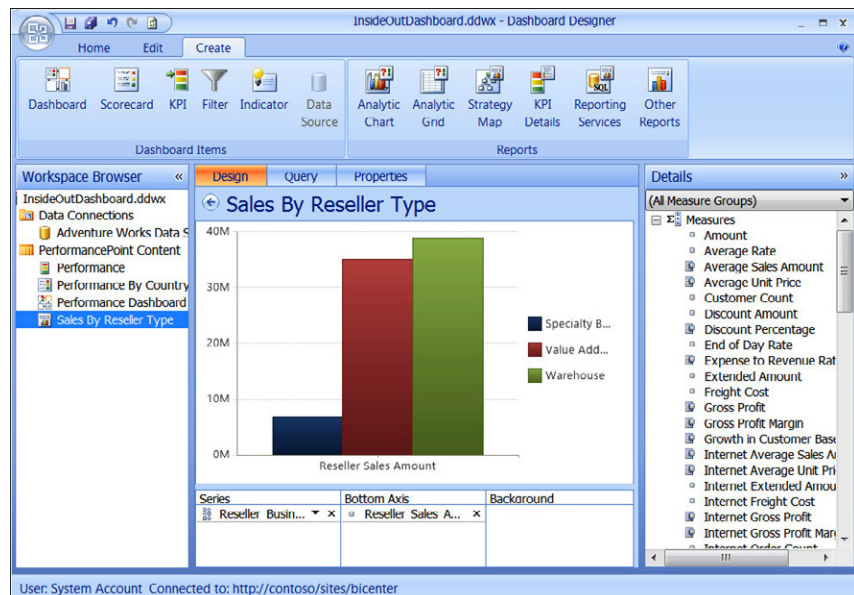 InsideOutDashboard.ddwx - Dashboard Designer
Home Edit Create
Dashboard Scorecard KPI Filter Indicator Data Source
Analytic Chart Analytic Grid Strategy Map KPI Details Reporting Services Other Reports
Dashboard Items Reports
Workspace Browser «
InsideOutDashboard.ddwx
Data Connections
Adventure Works Data S
PerformancePoint Content
Performance
Performance By Country
Performance Dashboard
Sales By Reseller Type
Design Query Properties
Sales By Reseller Type
40M
30M
20M
10M
0M
Reseller Sales Amount
Specialty B...
Value Add...
Warehouse
Series Bottom Axis Background
Reseller Busin... Reseller Sales A...
Details »
(All Measure Groups)
Measures
Amount
Average Rate
Average Sales Amount
Average Unit Price
Customer Count
Discount Amount
Discount Percentage
End of Day Rate
Expense to Revenue Rat
Extended Amount
Freight Cost
Gross Profit
Gross Profit Margin
Growth in Customer Base
Internet Average Sales A
Internet Average Unit Pri
Internet Extended Amou
Internet Freight Cost
Internet Gross Profit
Internet Gross Profit Mar
Internet Order Count
User: System Account Connected to: http://contoso/sites/bicenter